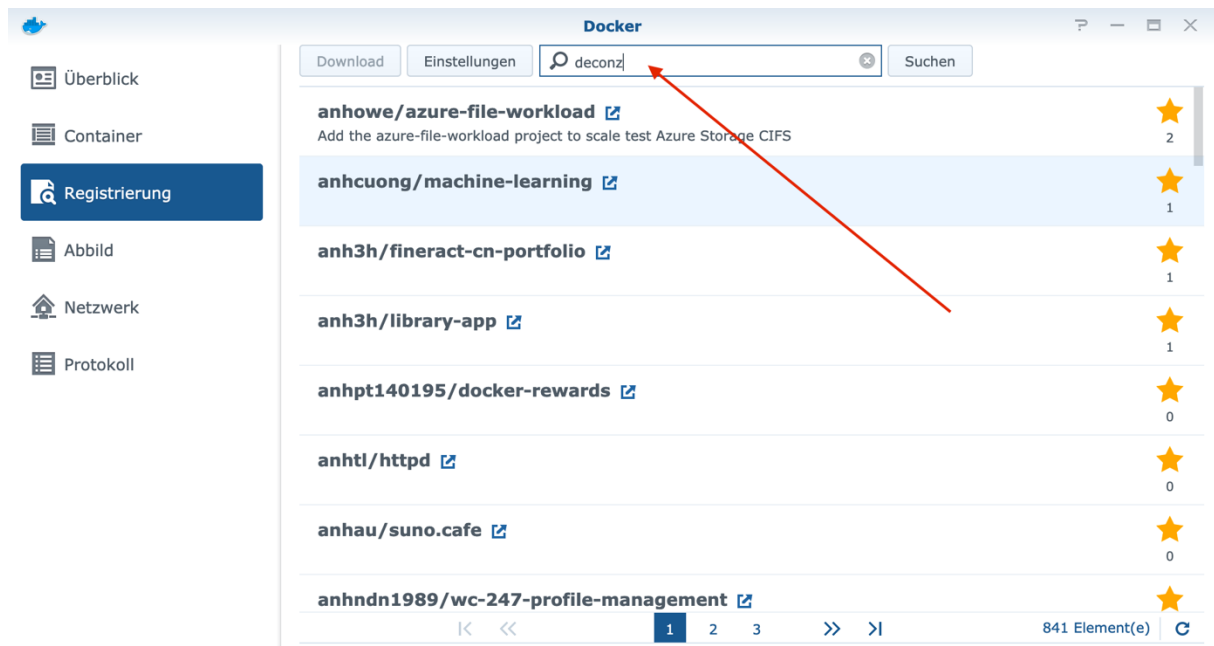 Docker
Überblick
Container
Registrierung
Abbild
Netzwerk
Protokoll
Download Einstellungen deconz Suchen
anhowe/azure-file-workload
Add the azure-file-workload project to scale test Azure Storage CIFS
2
anhcuong/machine-learning
1
anh3h/fineract-cn-portfolio
1
anh3h/library-app
1
anhpt140195/docker-rewards
0
anhtl/httpd
0
anhau/suno.cafe
0
anhndn1989/wc-247-profile-management
1 2 3 841 Element(e)